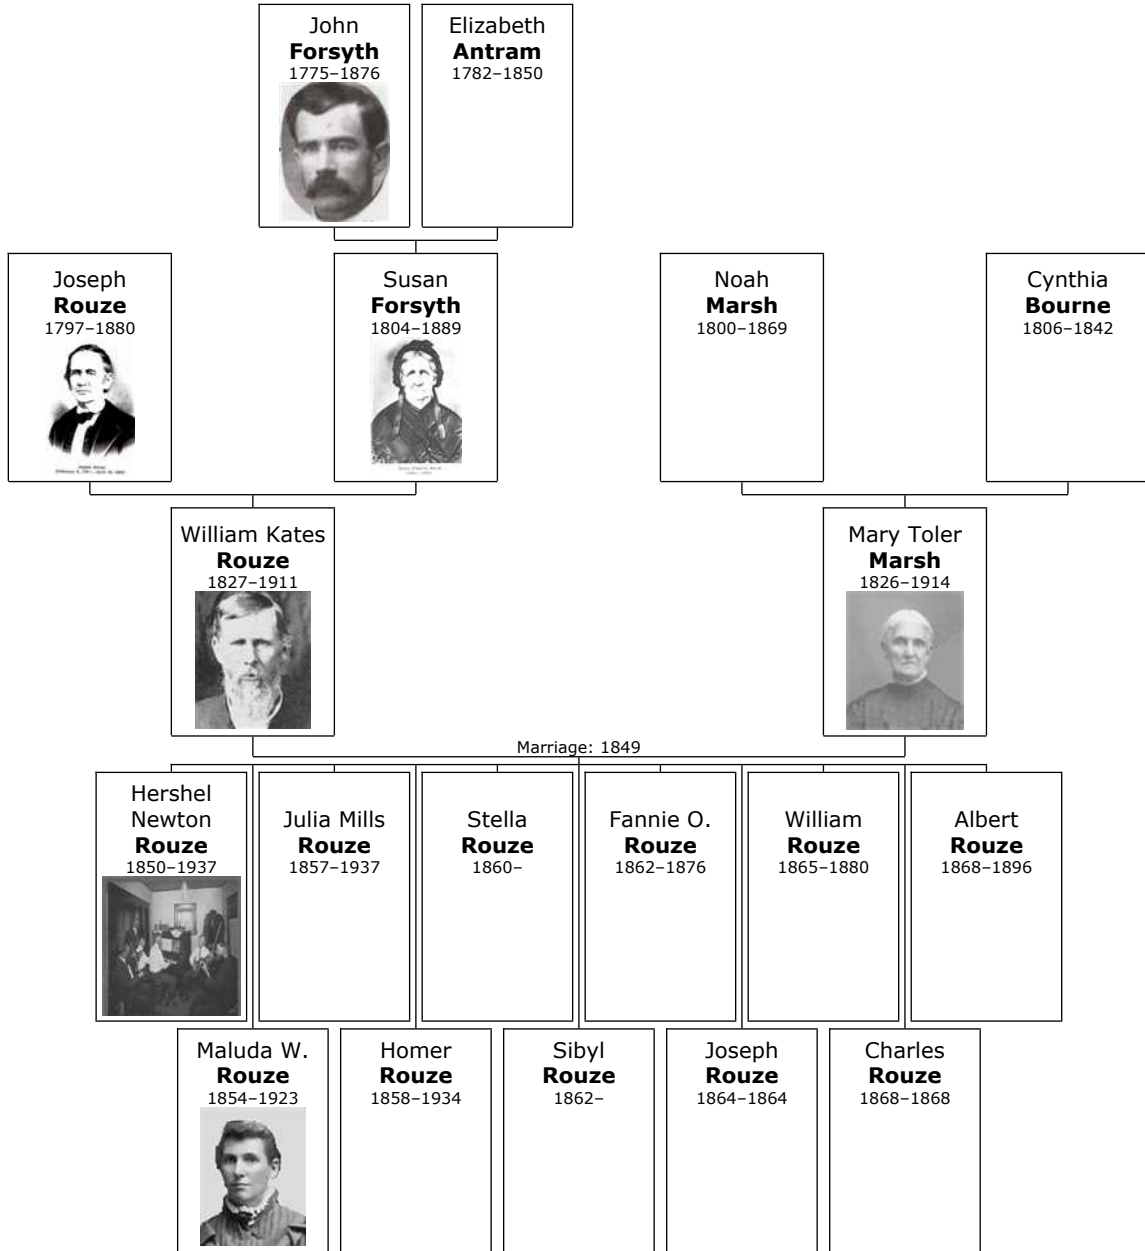 John
Forsyth
1775–1876
Elizabeth
Antram
1782–1850
Joseph
Rouze
1797–1880
Susan
Forsyth
1804–1889
Noah
Marsh
1800–1869
Cynthia
Bourne
1806–1842
William Kates
Rouze
1827–1911
Mary Toler
Marsh
1826–1914
Marriage: 1849
Hershel
Newton
Rouze
1850–1937
Julia Mills
Rouze
1857–1937
Stella
Rouze
1860–
Fannie O.
Rouze
1862–1876
William
Rouze
1865–1880
Albert
Rouze
1868–1896
Maluda W.
Rouze
1854–1923
Homer
Rouze
1858–1934
Sibyl
Rouze
1862–
Joseph
Rouze
1864–1864
Charles
Rouze
1868–1868